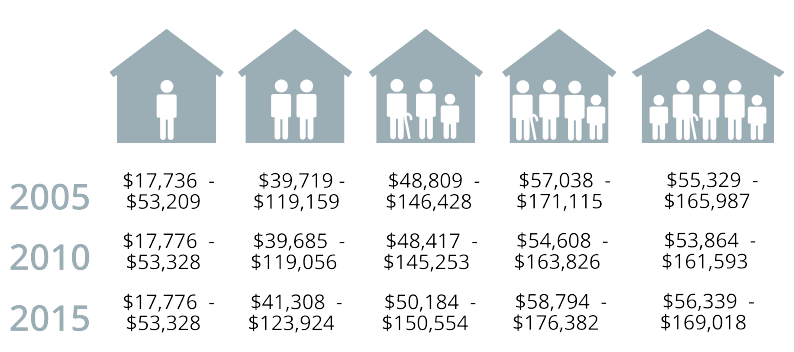 2005 $17,736 - $39,719 - $48,809 - $57,038 - $55,329 -
$53,209 $119,159 $146,428 $171,115 $165,987
2010 $17,776 - $39,685 - $48,417 - $54,608 - $53,864 -
$53,328 $119,056 $145,253 $163,826 $161,593
2015 $17,776 - $41,308 - $50,184 - $58,794 - $56,339 -
$53,328 $123,924 $150,554 $176,382 $169,018